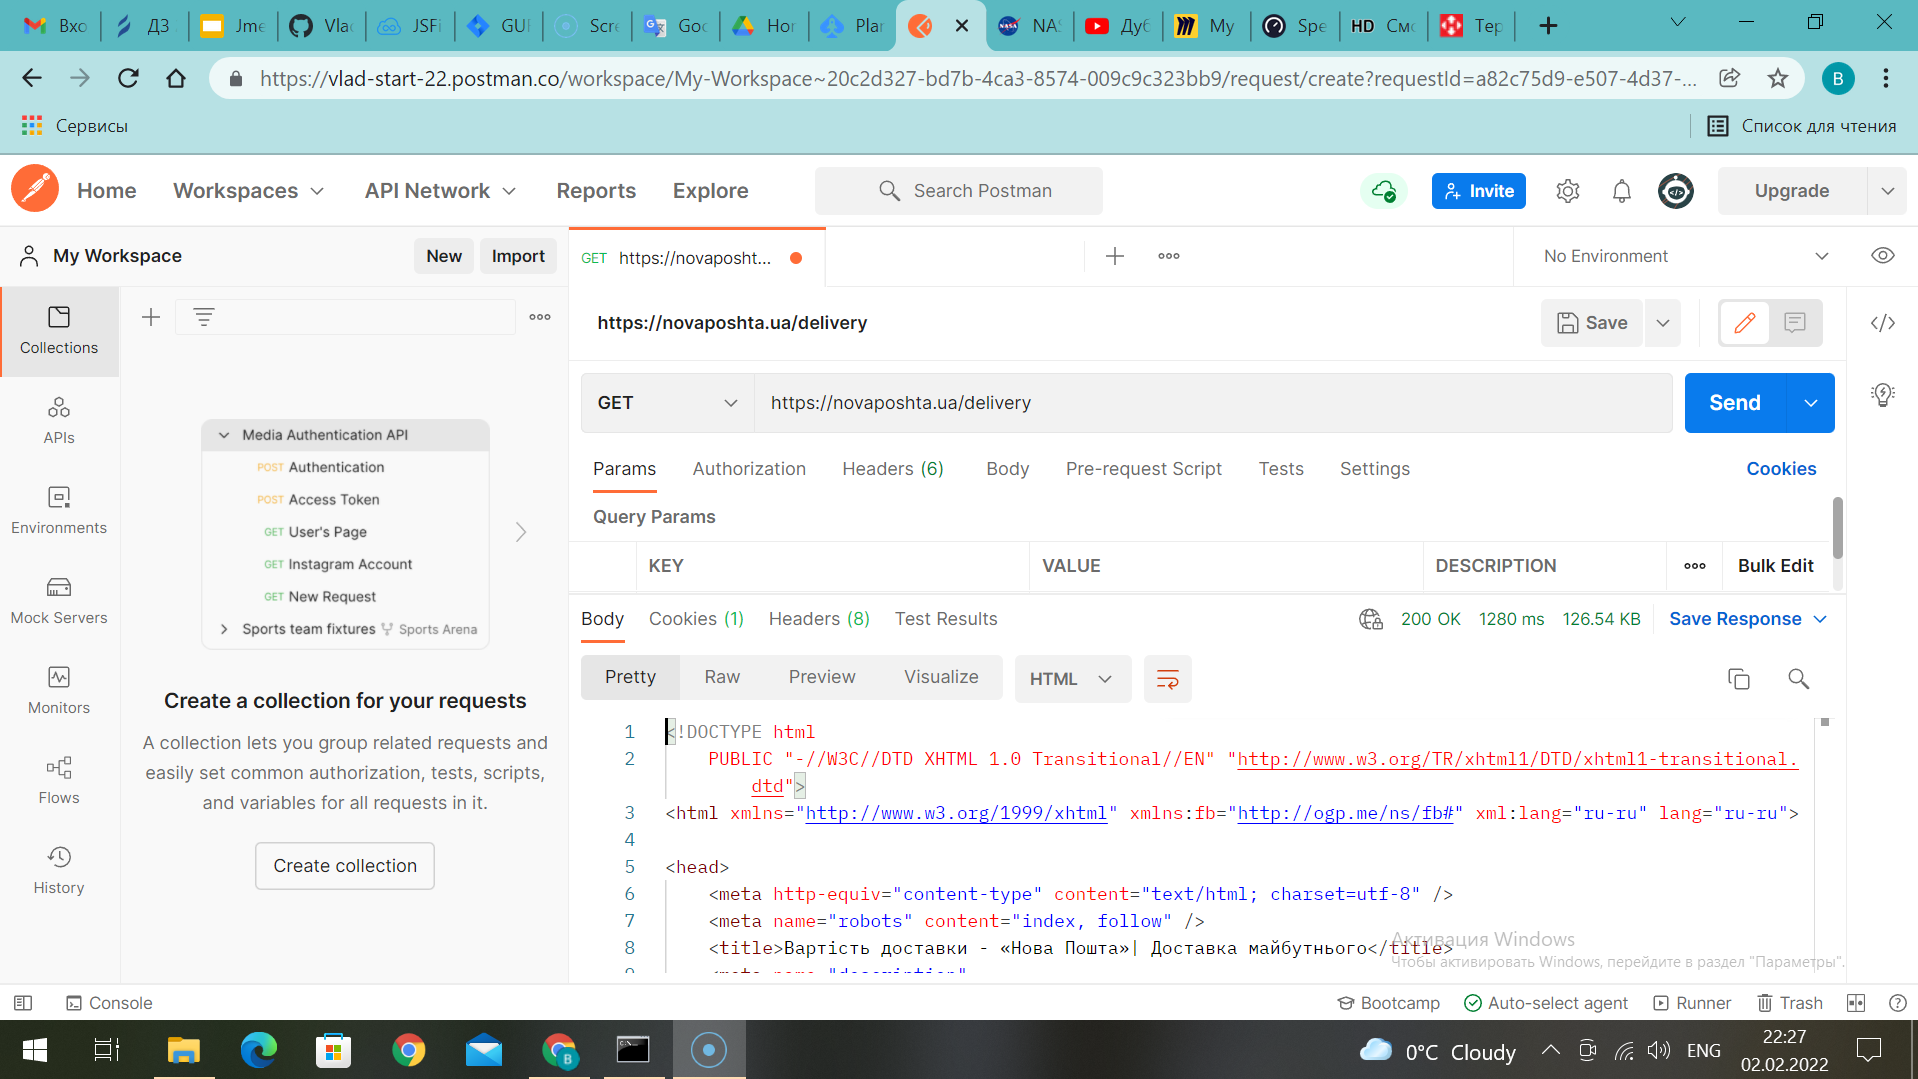 Вхо
ДЗ
Jme
Vlac
JSFi
GUI
Scre
Goc
Hor
Plar
NAS
Дуб
My
Spe
HD Смо
Тер
https://vlad-start-22.postman.co/workspace/My-Workspace~20c2d327-bd7b-4ca3-8574-009c9c323bb9/request/create?requestId=a82c75d9-e507-4d37-...
B
Сервисы
Список для чтения
Home
Workspaces
API Network
Reports
Explore
Search Postman
Invite
Upgrade
My Workspace
New
Import
GET https://novaposht...
No Environment
Collections
APIs
Environments
Mock Servers
Monitors
Flows
History
Media Authentication API
POST Authentication
POST Access Token
GET User's Page
GET Instagram Account
GET New Request
Sports team fixtures Sports Arena
Create a collection for your requests
A collection lets you group related requests and
easily set common authorization, tests, scripts,
and variables for all requests in it.
Create collection
https://novaposhta.ua/delivery
Save
GET
https://novaposhta.ua/delivery
Send
Params
Authorization
Headers (6)
Body
Pre-request Script
Tests
Settings
Cookies
Query Params
KEY
VALUE
DESCRIPTION
Bulk Edit
Body
Cookies (1)
Headers (8)
Test Results
200 OK
1280 ms
126.54 KB
Save Response
Pretty
Raw
Preview
Visualize
HTML
1 <!DOCTYPE html
2 PUBLIC "-//W3C//DTD XHTML 1.0 Transitional//EN" "http://www.w3.org/TR/xhtml1/DTD/xhtml1-transitional.
dtd">
3 <html xmlns="http://www.w3.org/1999/xhtml" xmlns:fb="http://ogp.me/ns/fb#" xml:lang="ru-ru" lang="ru-ru">
4
5 <head>
6 <meta http-equiv="content-type" content="text/html; charset=utf-8" />
7 <meta name="robots" content="index, follow" />
8 <title>Вартість доставки - «Нова Пошта»| Доставка майбутнього</title>
9 <meta name="description"
Активация Windows
Чтобы активировать Windows, перейдите в раздел "Параметры".
Console
Bootcamp
Auto-select agent
Runner
Trash
B
0°C Cloudy
ENG
22:27
02.02.2022